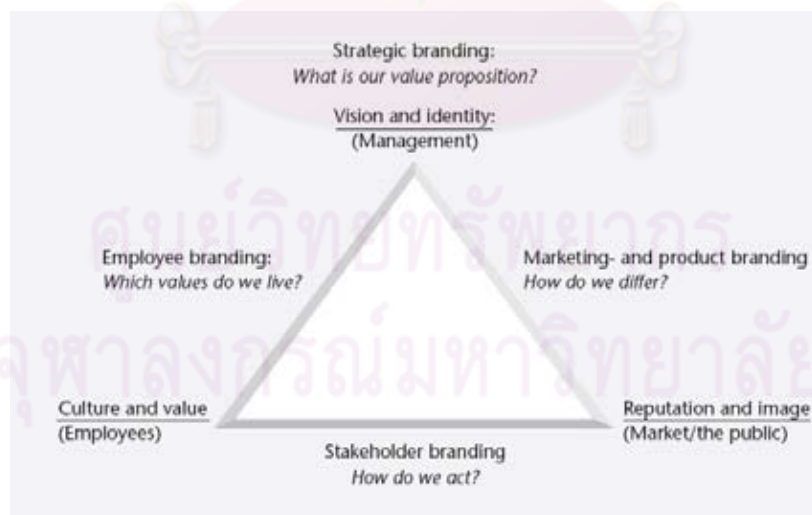 Strategic branding:
What is our value proposition?
Vision and identity:
(Management)
ศูนย์วิทยทรัพยากร
Employee branding:
Which values do we live?
Marketing- and product branding
How do we differ?
จุฬาลงกรณ์มหาวิทยาลัย
Culture and value
(Employees)
Reputation and image
(Market/the public)
Stakeholder branding
How do we act?